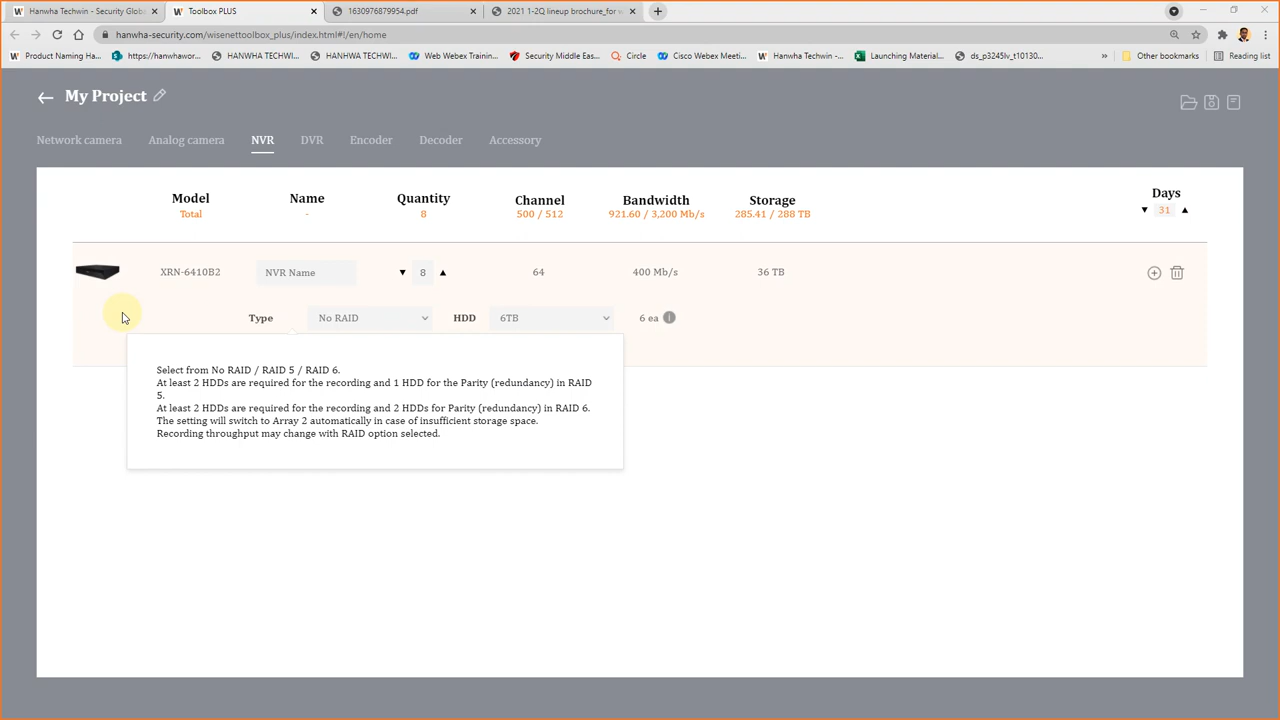 Hanwha Techwin - Security Globa
Toolbox PLUS
1630976879954.pdf
2021 1-2Q lineup brochure_for w
hanwha-security.com/wisenettoolbox_plus/index.html#!/en/home
Product Naming Ha...
https://hanwhawor...
HANWHA TECHWI...
HANWHA TECHWI...
Web Webex Trainin...
Security Middle Eas...
Circle
Cisco Webex Meeti...
Hanwha Techwin -...
Launching Material...
ds_p3245lv_t10130...
»
Other bookmarks
Reading list
My Project
Network camera
Analog camera
NVR
DVR
Encoder
Decoder
Accessory
Model
Name
Quantity
Channel
Bandwidth
Storage
Days
Total
-
8
500 / 512
921.60 / 3,200 Mb/s
285.41 / 288 TB
31
XRN-6410B2
NVR Name
8
64
400 Mb/s
36 TB
Type
No RAID
HDD
6TB
6 ea
Select from No RAID / RAID 5 / RAID 6.
At least 2 HDDs are required for the recording and 1 HDD for the Parity (redundancy) in RAID
5.
At least 2 HDDs are required for the recording and 2 HDDs for Parity (redundancy) in RAID 6.
The setting will switch to Array 2 automatically in case of insufficient storage space.
Recording throughput may change with RAID option selected.